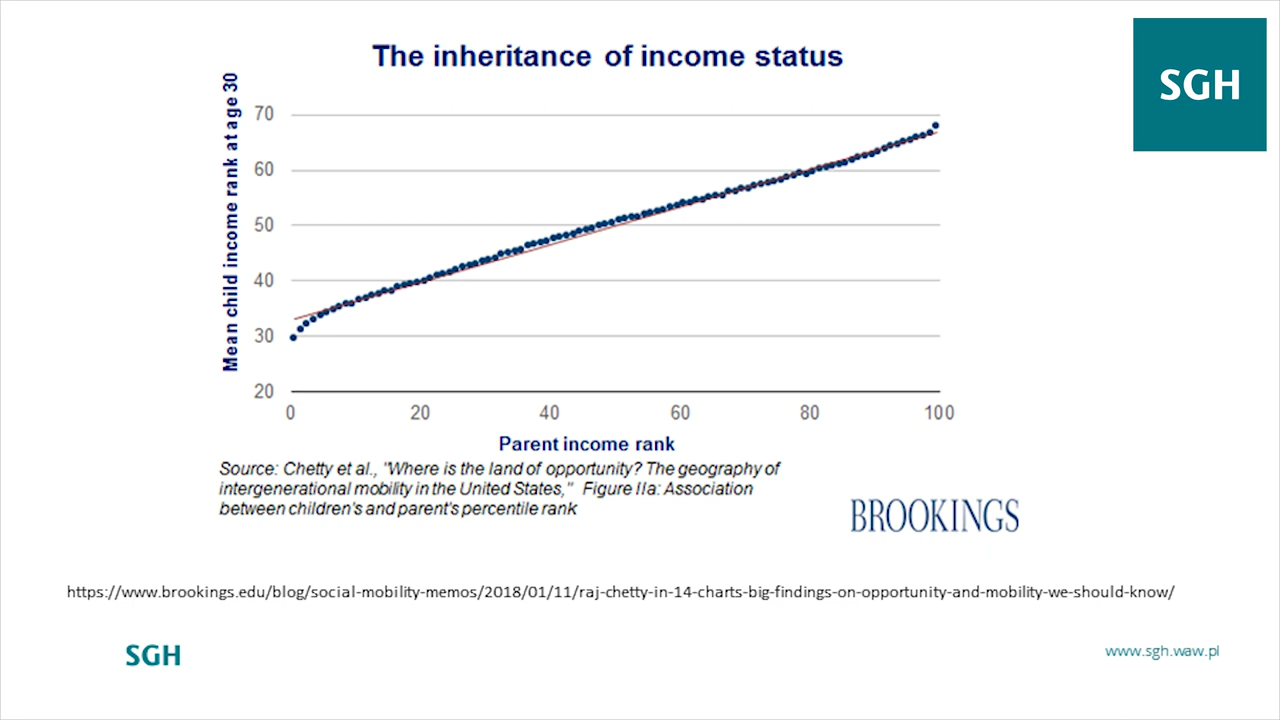 The inheritance of income status
SGH
Mean child income rank at age 30
70
60
50
40
30
20
0 20 40 60 80 100
Parent income rank
Source: Chetty et al., "Where is the land of opportunity? The geography of
intergenerational mobility in the United States," Figure IIa: Association
between children's and parent's percentile rank
BROOKINGS
https://www.brookings.edu/blog/social-mobility-memos/2018/01/11/raj-chetty-in-14-charts-big-findings-on-opportunity-and-mobility-we-should-know/
SGH
www.sgh.waw.pl